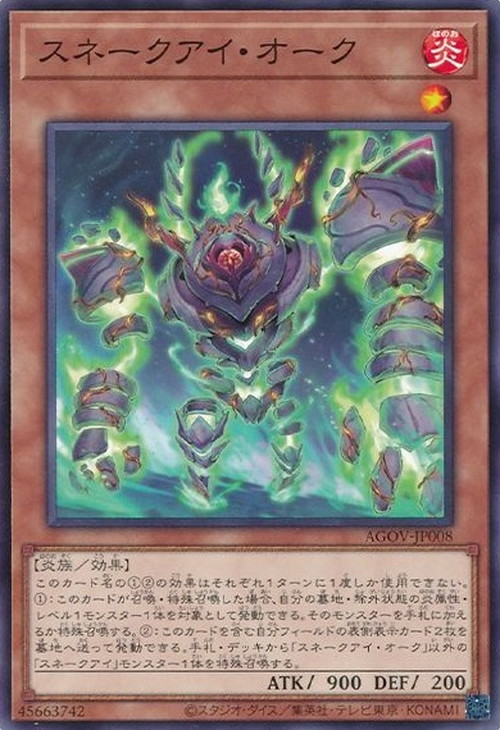 スネークアイ・オーク
炎
ほのお
AGOV-JP008
【炎族／効果】
このカード名の①②の効果はそれぞれ1ターンに1度しか使用できない。
①：このカードが召喚・特殊召喚した場合、自分の墓地・除外状態の炎属性・
レベル1モンスター1体を対象として発動できる。そのモンスターを手札に加え
るか特殊召喚する。②：このカードを含む自分フィールドの表側表示カード2枚を
墓地へ送って発動できる。手札・デッキから「スネークアイ・オーク」以外の
「スネークアイ」モンスター1体を特殊召喚する。
ATK/ 900 DEF/ 200
45663742
©スタジオ・ダイス／集英社・テレビ東京・KONAMI